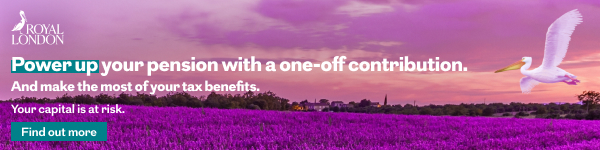 ROYAL
LONDON
Power up your pension with a one-off contribution.
And make the most of your tax benefits.
Your capital is at risk.
Find out more